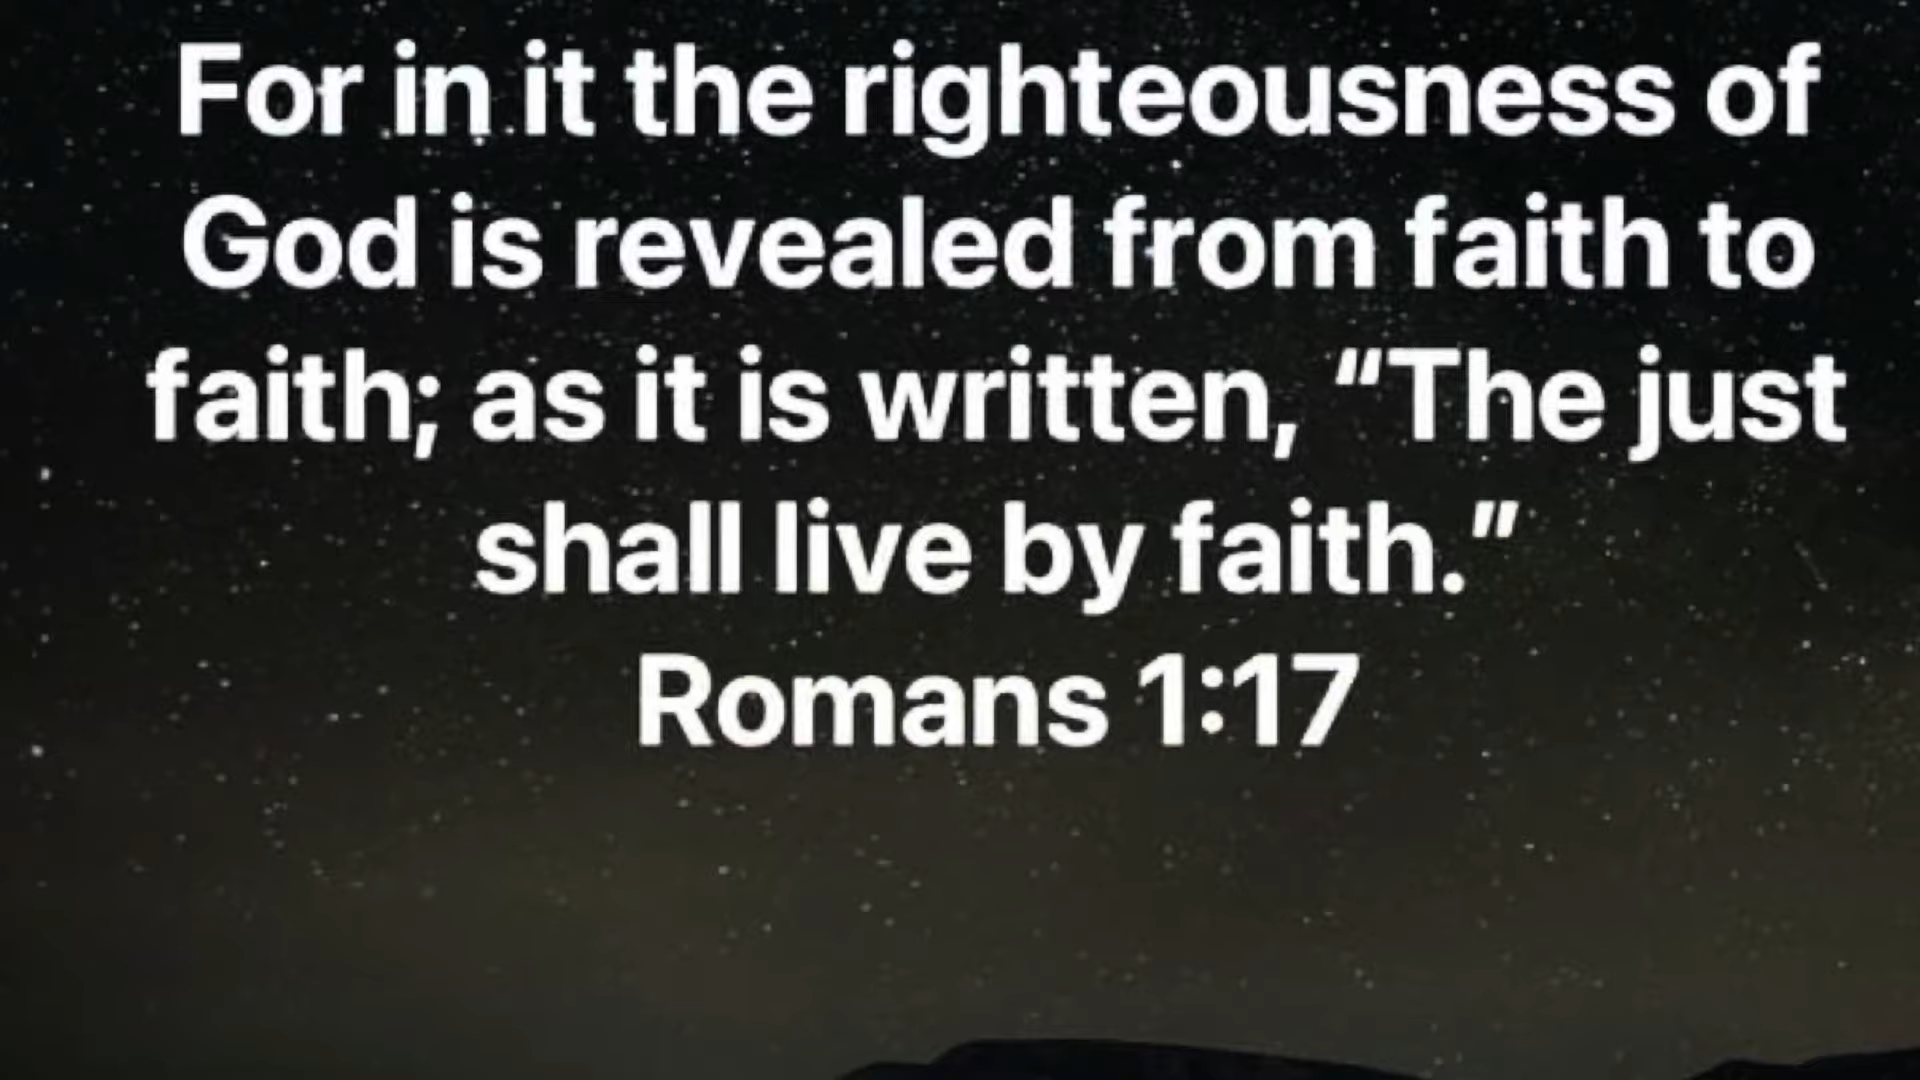 For in it the righteousness of
God is revealed from faith to
faith; as it is written, “The just
shall live by faith.”
Romans 1:17